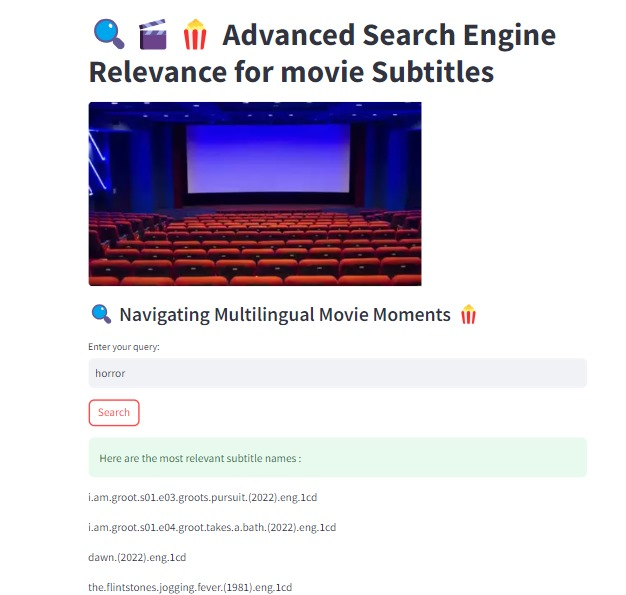 Advanced Search Engine
Relevance for movie Subtitles
Navigating Multilingual Movie Moments
Enter your query:
horror
Search
Here are the most relevant subtitle names :
i.am.groot.s01.e03.groots.pursuit.(2022).eng.1cd
i.am.groot.s01.e04.groot.takes.a.bath.(2022).eng.1cd
dawn.(2022).eng.1cd
the.flintstones.jogging.fever.(1981).eng.1cd